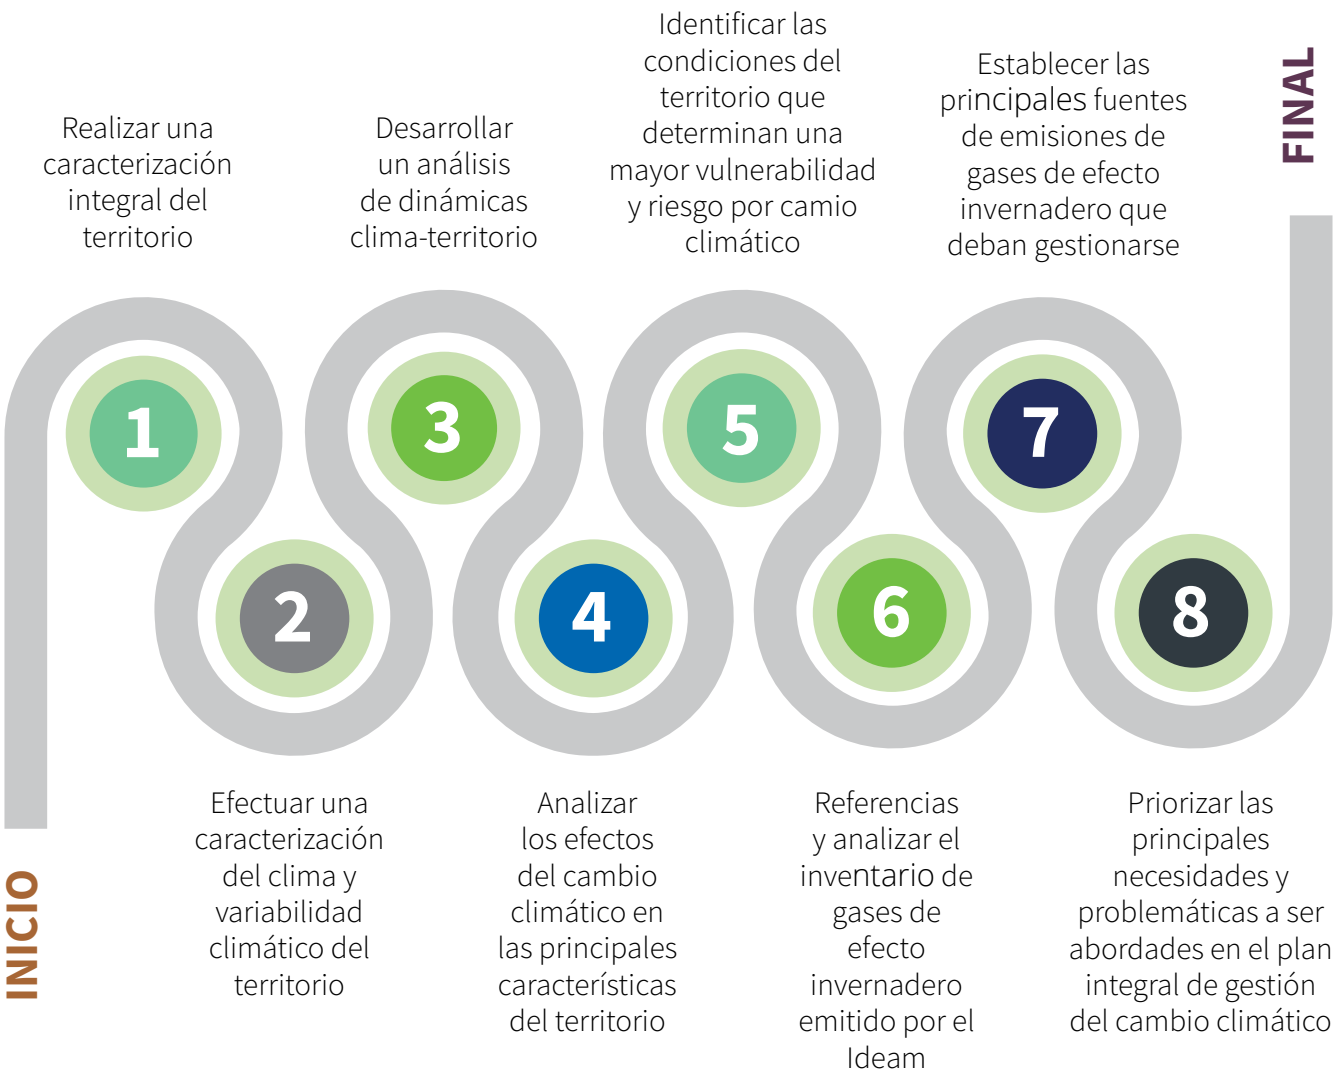 INICIO
1
Realizar una
caracterización
integral del
territorio
2
Efectuar una
caracterización
del clima y
variabilidad
climático del
territorio
3
Desarrollar
un análisis
de dinámicas
clima-territorio
4
Analizar
los efectos
del cambio
climático en
las principales
características
del territorio
5
Identificar las
condiciones del
territorio que
determinan una
mayor vulnerabilidad
y riesgo por camio
climático
6
Referencias
y analizar el
inventario de
gases de
efecto
invernadero
emitido por el
Ideam
7
Establecer las
principales fuentes
de emisiones de
gases de efecto
invernadero que
deban gestionarse
8
Priorizar las
principales
necesidades y
problemáticas a ser
abordades en el plan
integral de gestión
del cambio climático
FINAL